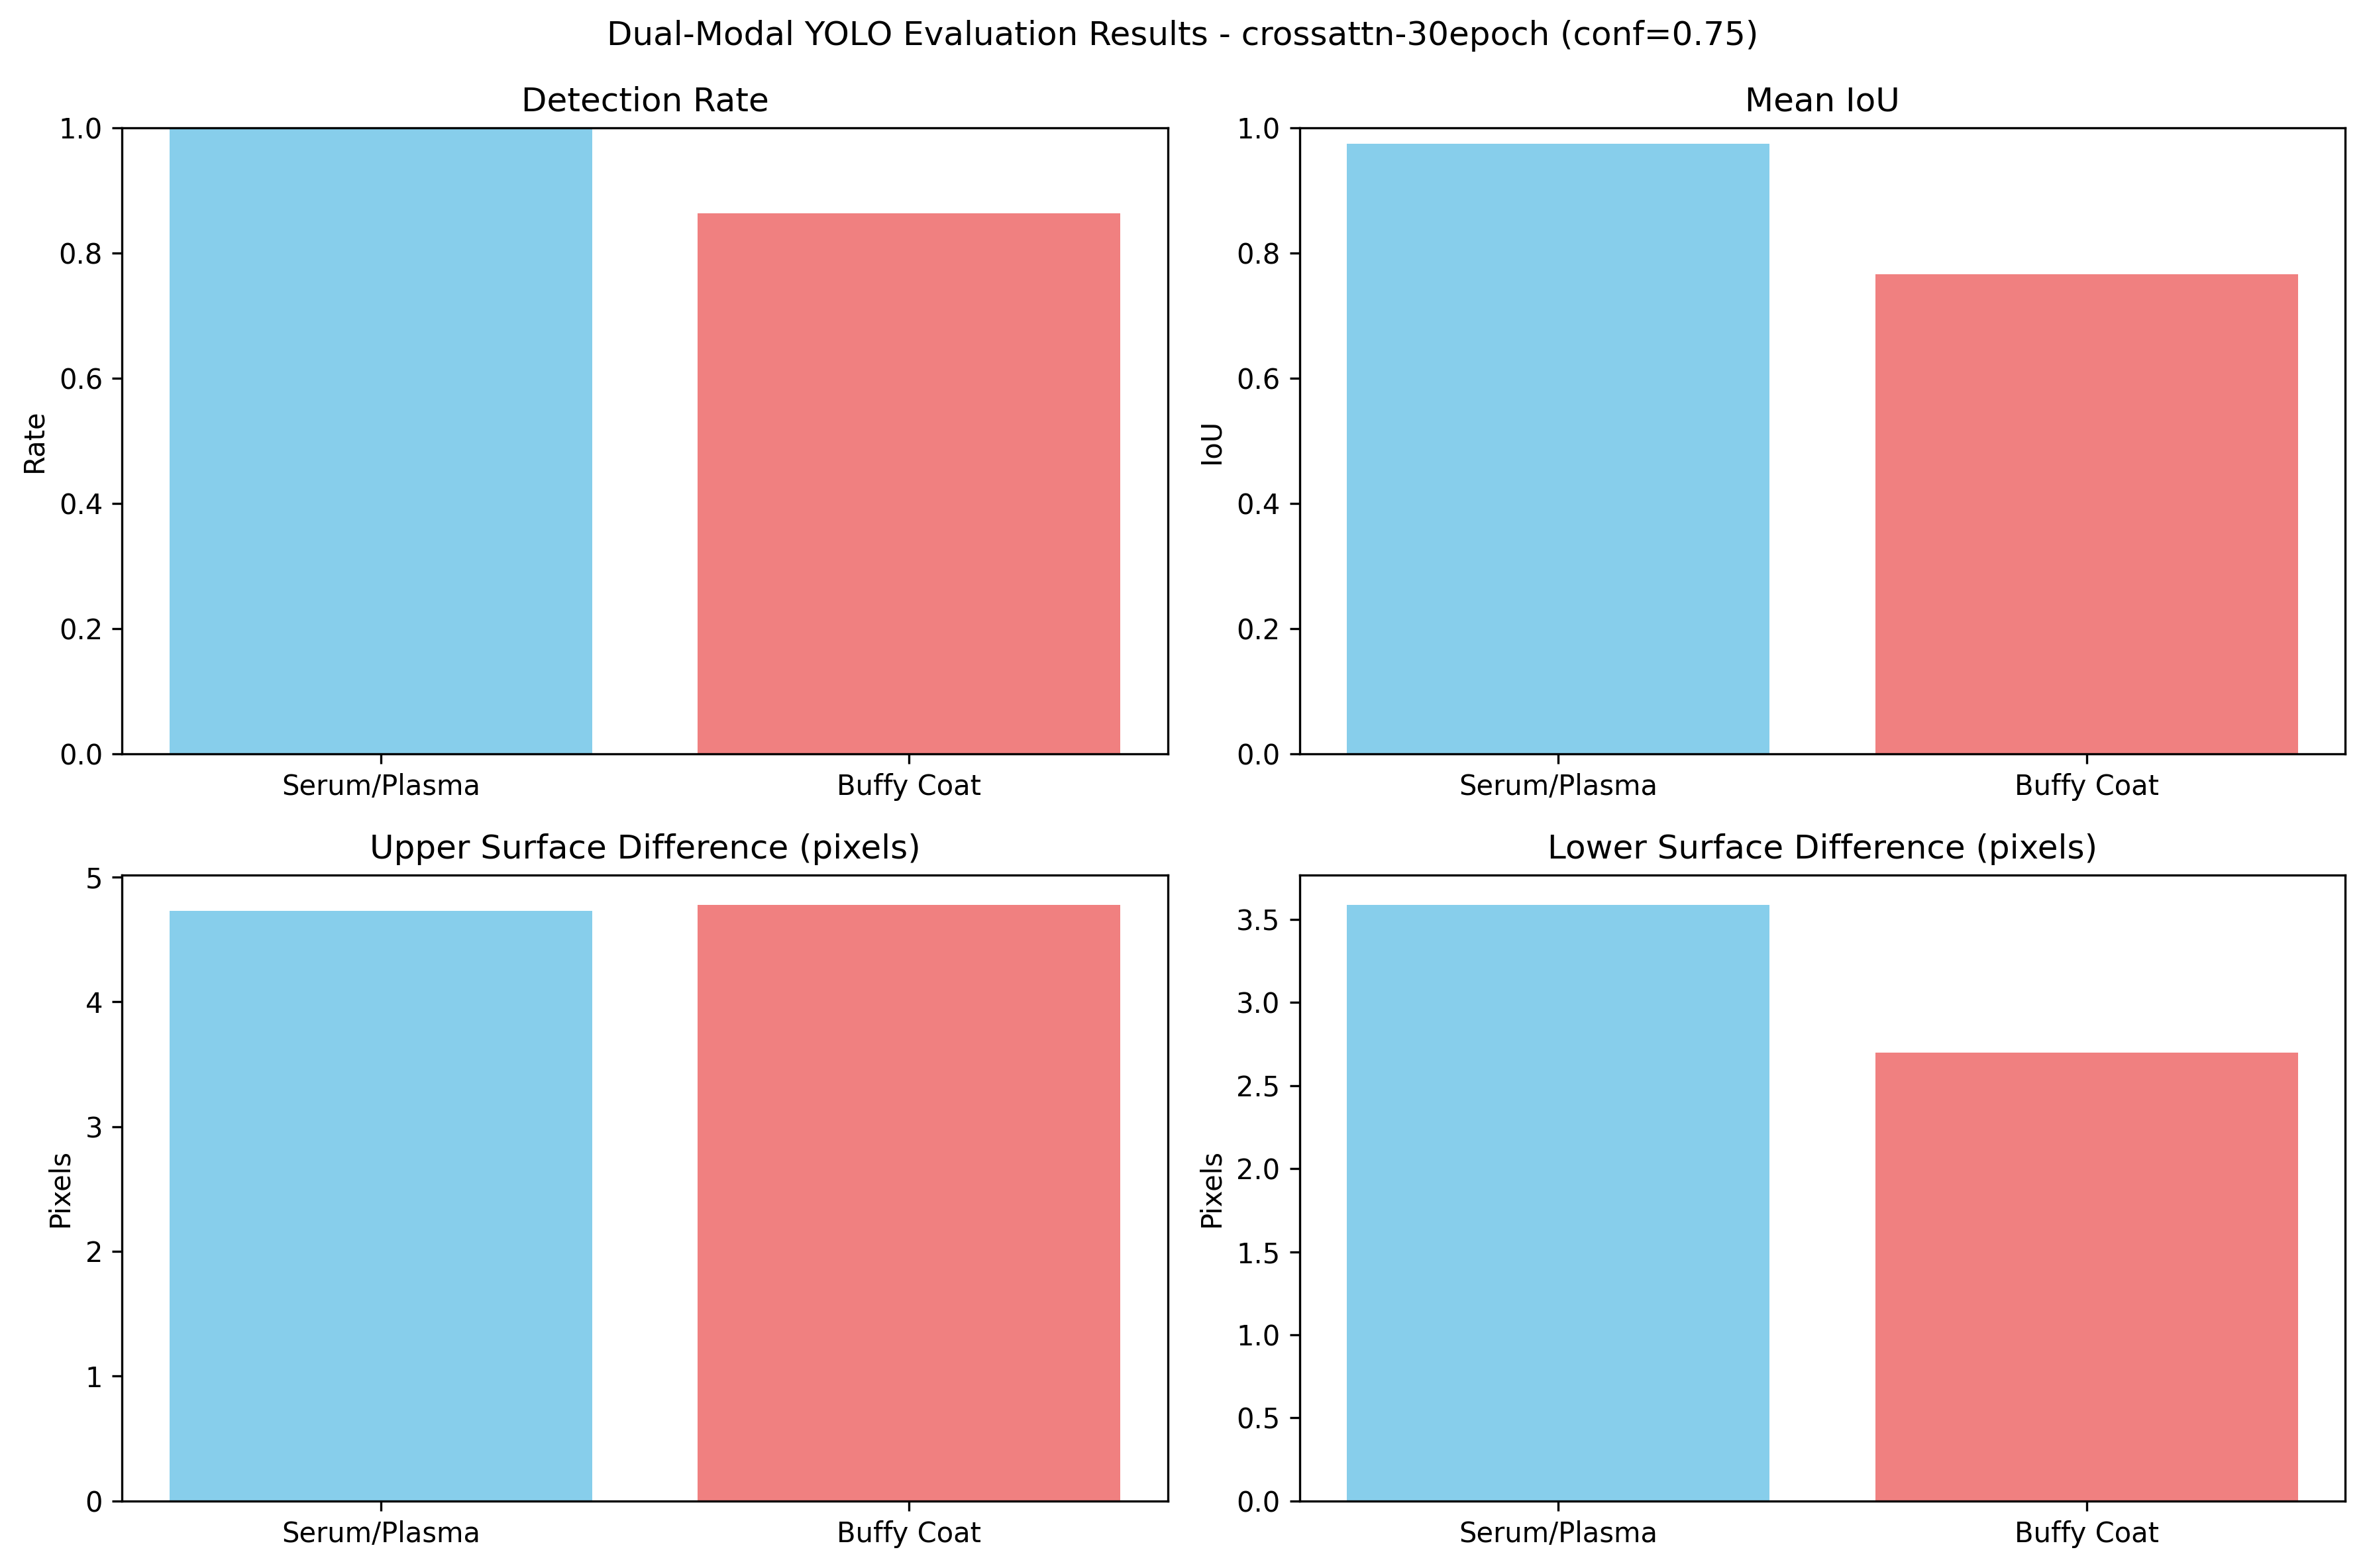 Dual-Modal YOLO Evaluation Results - crossattn-30epoch (conf=0.75)
Detection Rate
1.0
0.8
0.6
0.4
0.2
0.0
Rate
Serum/Plasma
Buffy Coat
Mean IoU
1.0
0.8
0.6
0.4
0.2
0.0
IoU
Serum/Plasma
Buffy Coat
Upper Surface Difference (pixels)
5
4
3
2
1
0
Pixels
Serum/Plasma
Buffy Coat
Lower Surface Difference (pixels)
3.5
3.0
2.5
2.0
1.5
1.0
0.5
0.0
Pixels
Serum/Plasma
Buffy Coat